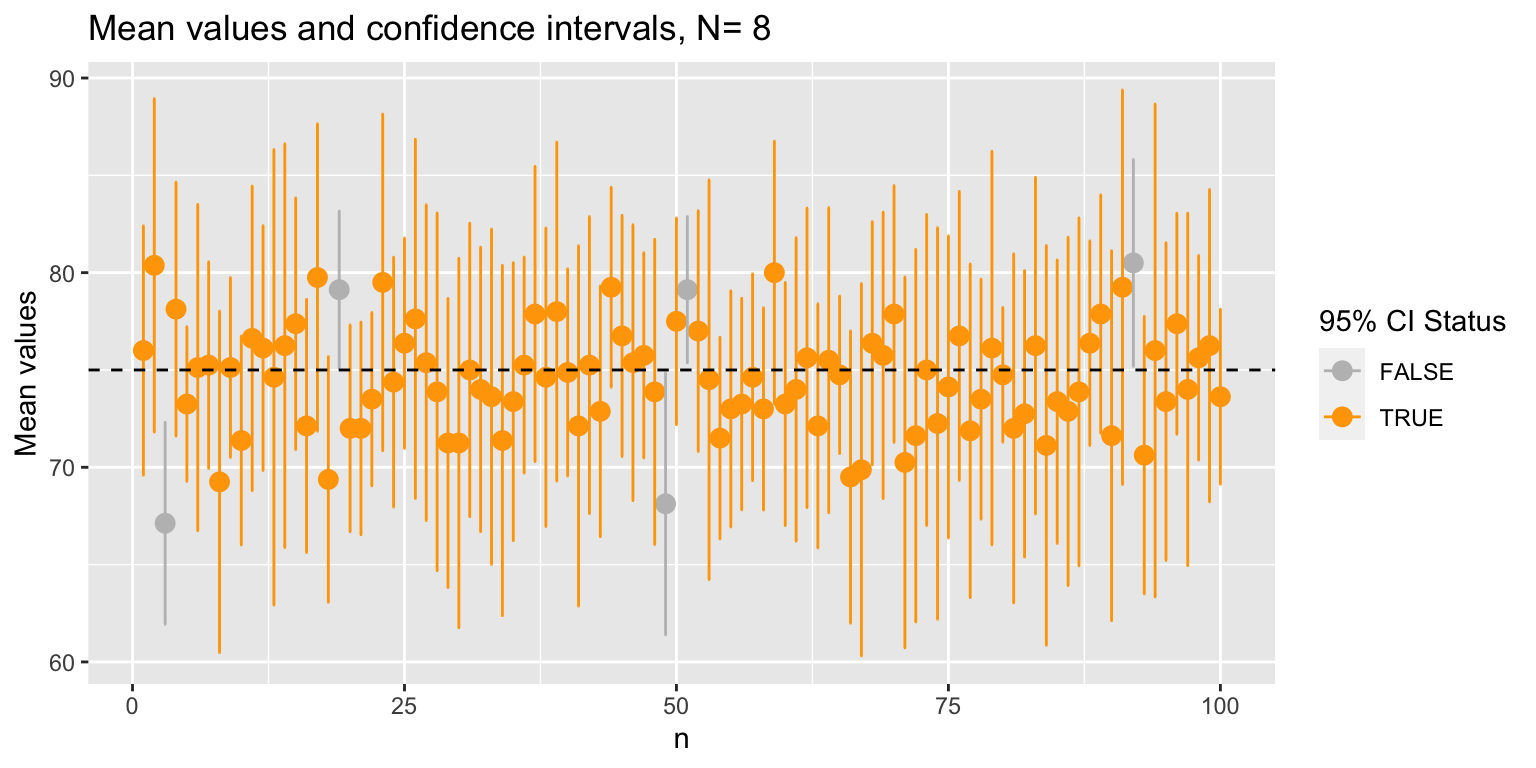 Mean values and confidence intervals, N= 8
90
80
70
60
Mean values
0
25
50
75
100
n
95% CI Status
FALSE
TRUE